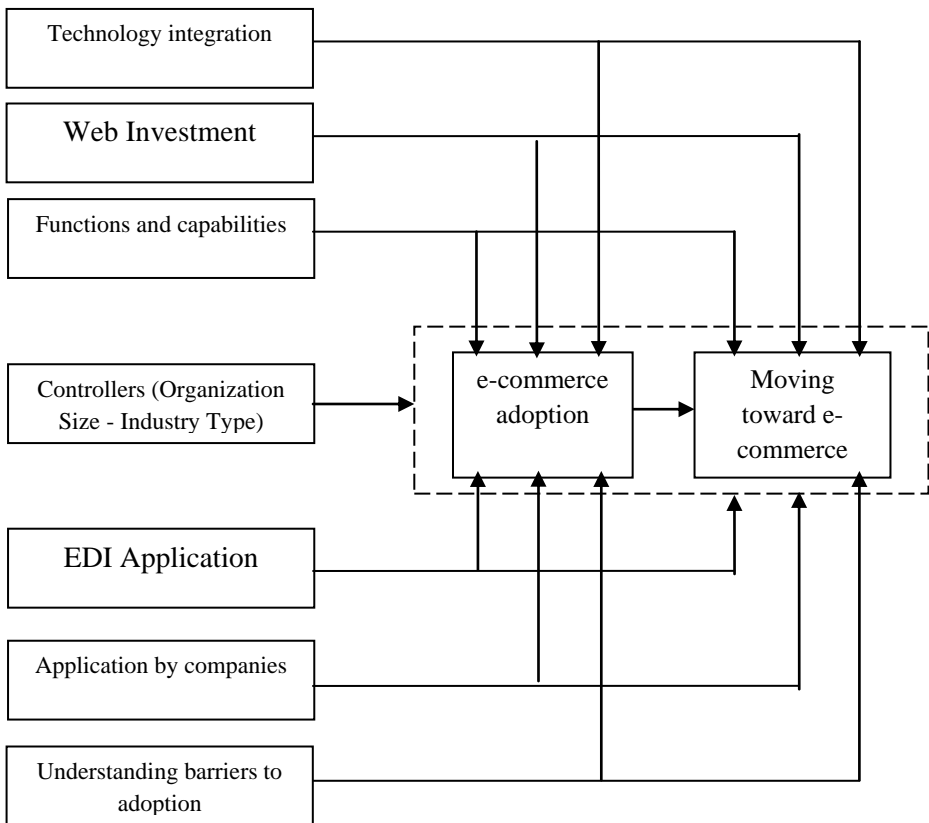 Technology integration
Web Investment
Functions and capabilities
Controllers (Organization
Size - Industry Type)
e-commerce
adoption
Moving
toward e-
commerce
EDI Application
Application by companies
Understanding barriers to
adoption